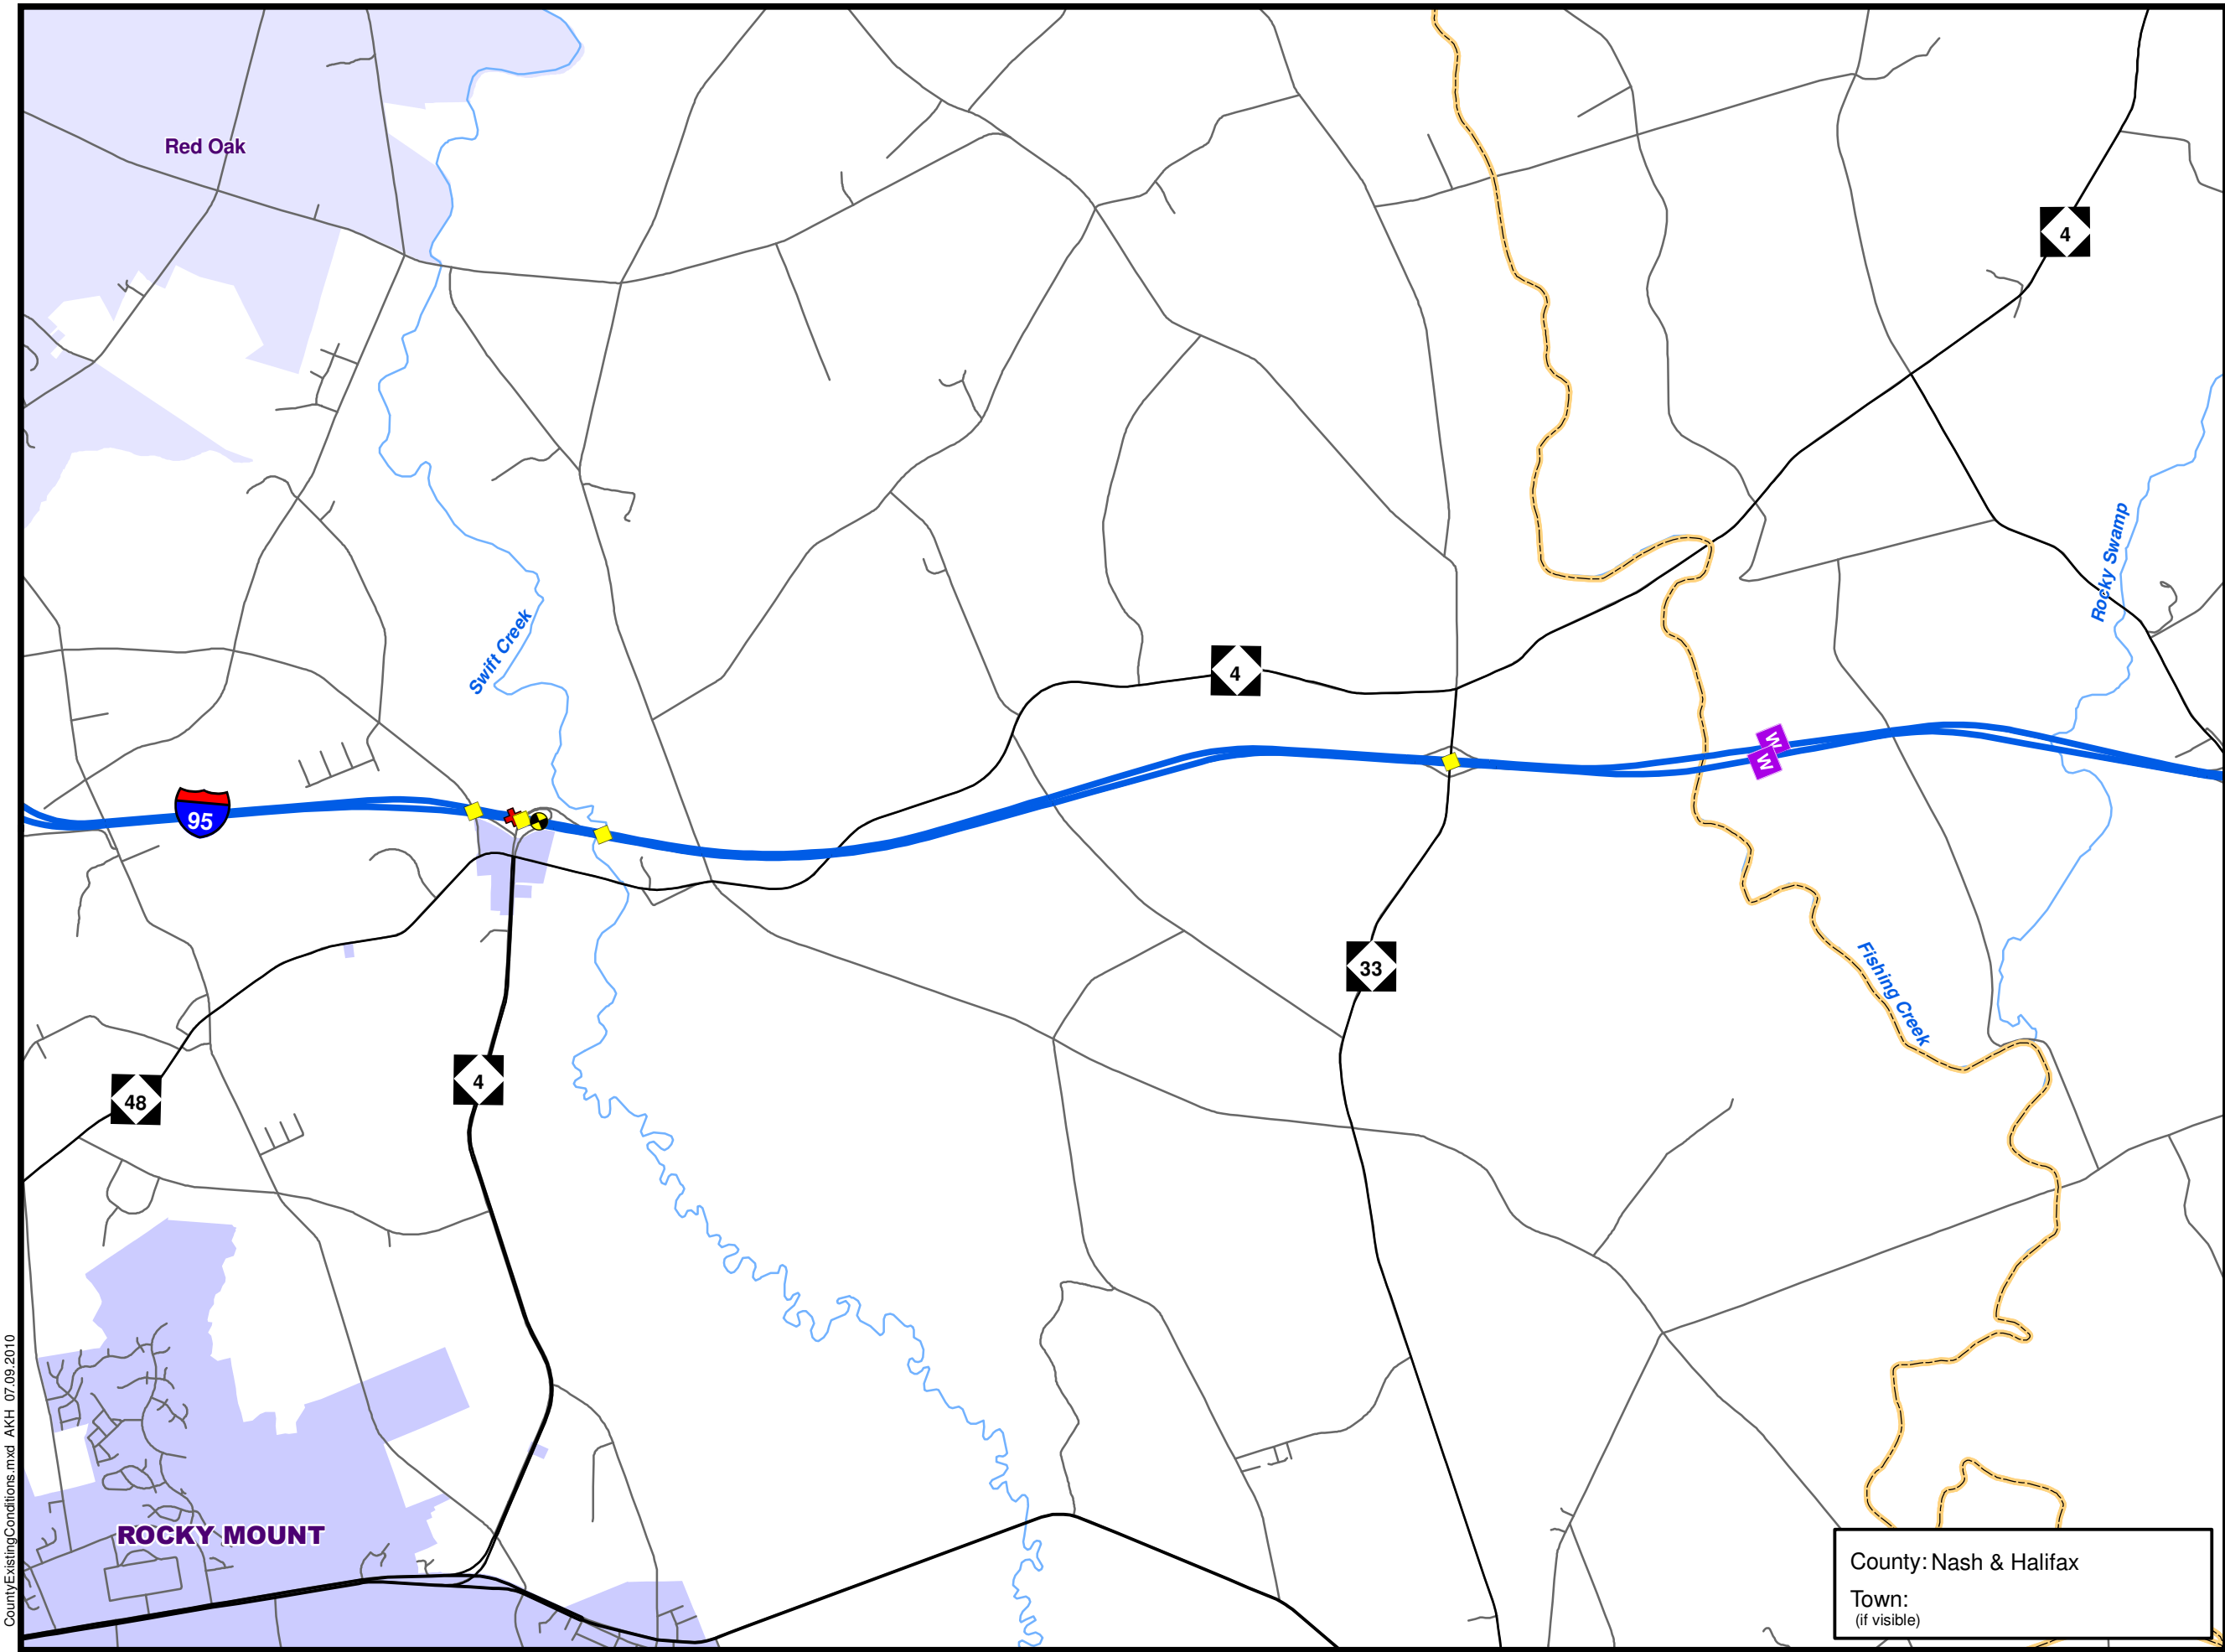 Red Oak
4
Rocky Swamp
Swift Creek
4
W
W
95
33
Fishing Creek
4
48
CountyExistingConditions.mxd AKH 07.09.2010
ROCKY MOUNT
County: Nash & Halifax
Town:
(if visible)